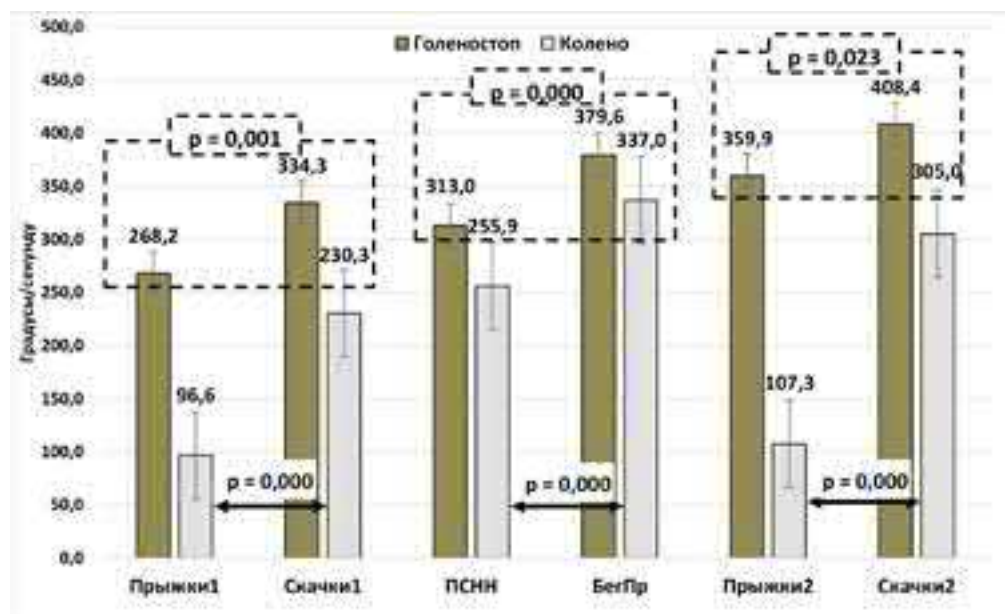 500,0
Голеностоп Колено
p = 0,023
450,0
p = 0,000
408,4
400,0
379,6
p = 0,001
359,9
337,0
350,0
334,3
313,0
305,0
300,0
268,2
255,9
250,0
230,3
200,0
150,0
96,6
107,3
100,0
p = 0,000
p = 0,000
p = 0,000
50,0
0,0
Градусы/секунду
Прыжки1 Скачки1 ПСНН БегПр Прыжки2 Скачки2